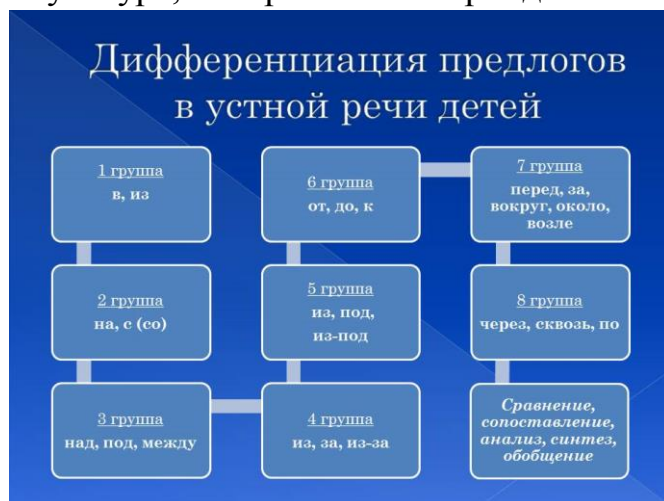 Дифференциация предлогов
в устной речи детей
1 группа
в, из
2 группа
на, с (со)
3 группа
над, под, между
4 группа
из, за, из-за
5 группа
из, под,
из-под
6 группа
от, до, к
7 группа
перед, за,
вокруг, около,
возле
8 группа
через, сквозь, по
Сравнение,
сопоставление,
анализ, синтез,
обобщение